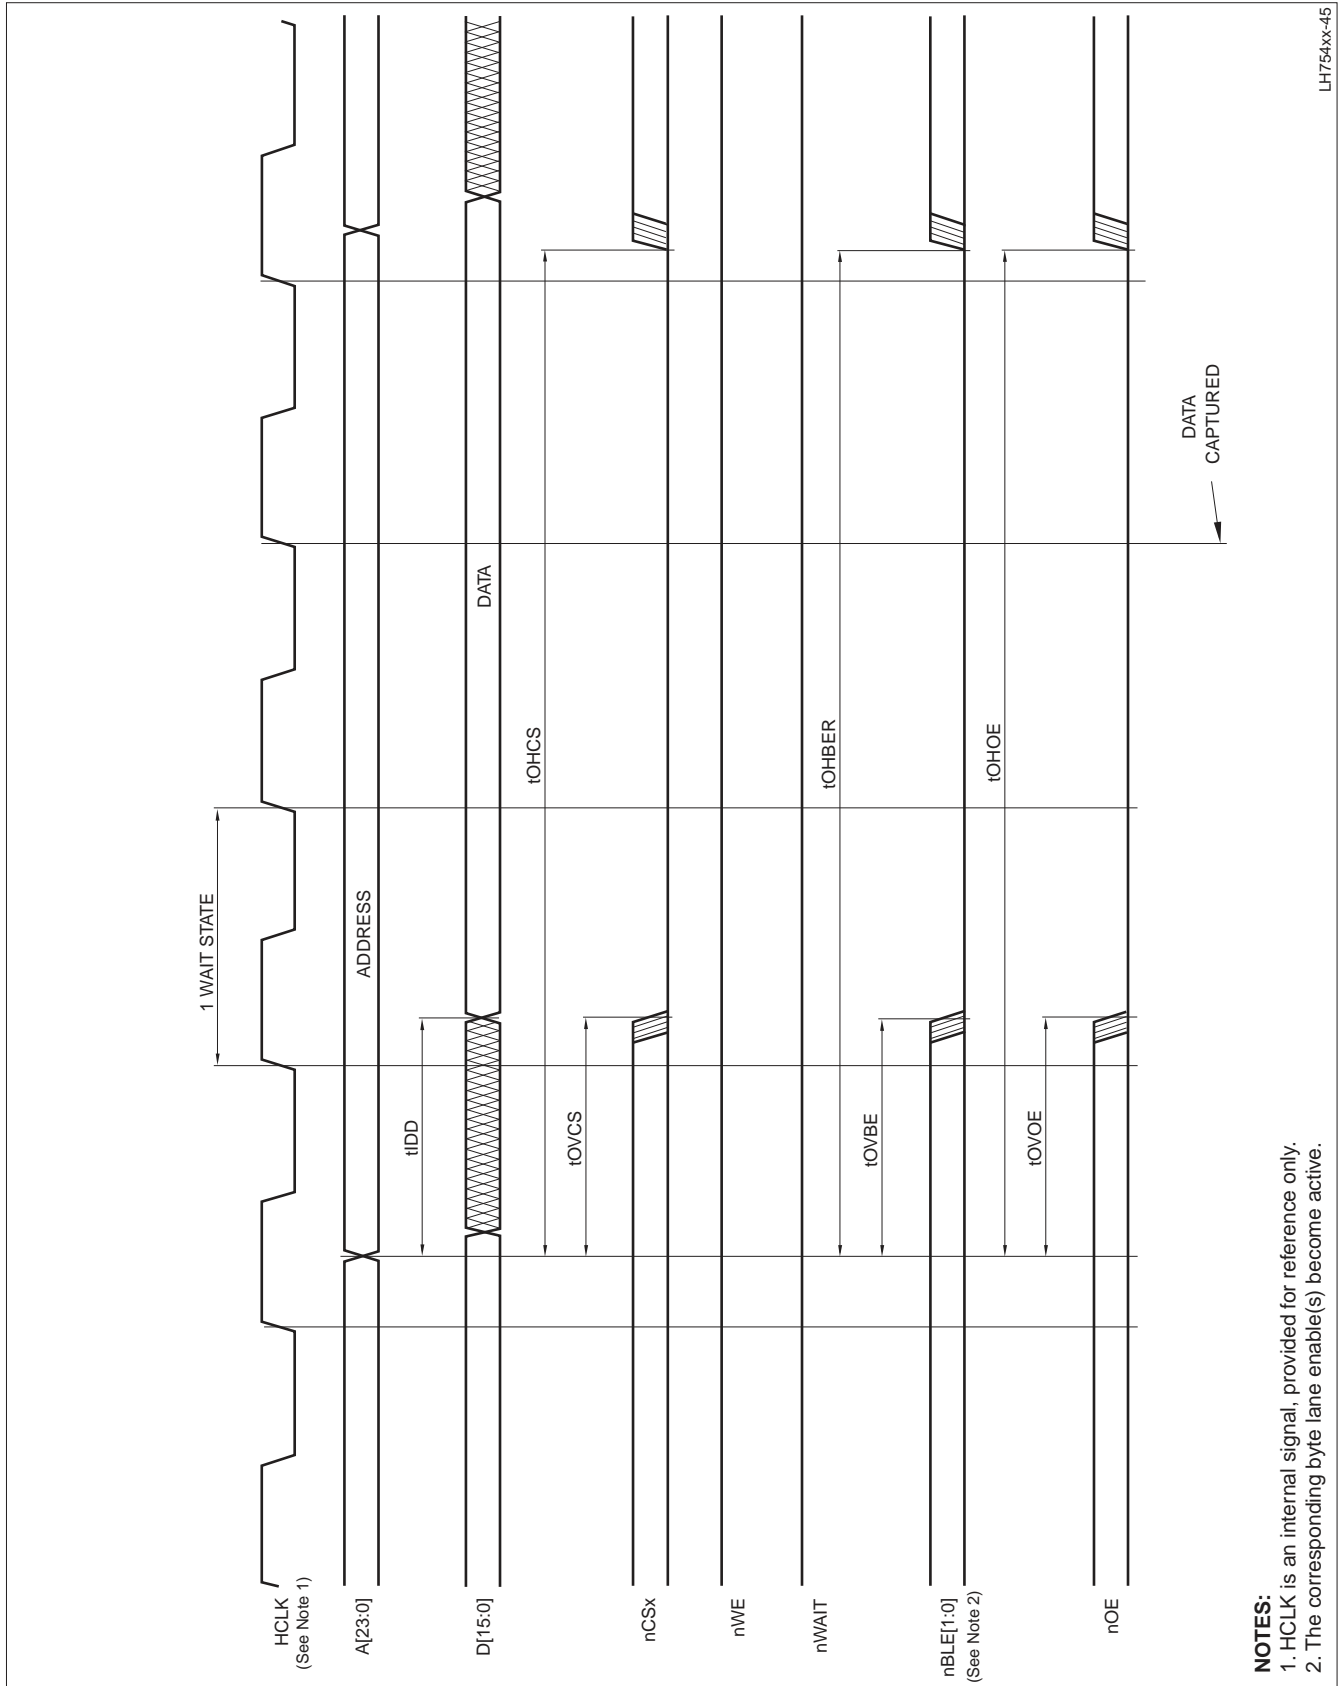 1 WAIT STATE
HCLK
(See Note 1)
A[23:0]
ADDRESS
tIDD
D[15:0]
DATA
tOHCS
tOVCS
nCSx
nWE
nWAIT
tOHBER
tOVBE
nBLE[1:0]
(See Note 2)
tOHOE
tOVOE
nOE
DATA
CAPTURED
NOTES:
1. HCLK is an internal signal, provided for reference only.
2. The corresponding byte lane enable(s) become active.
LH754xx-45